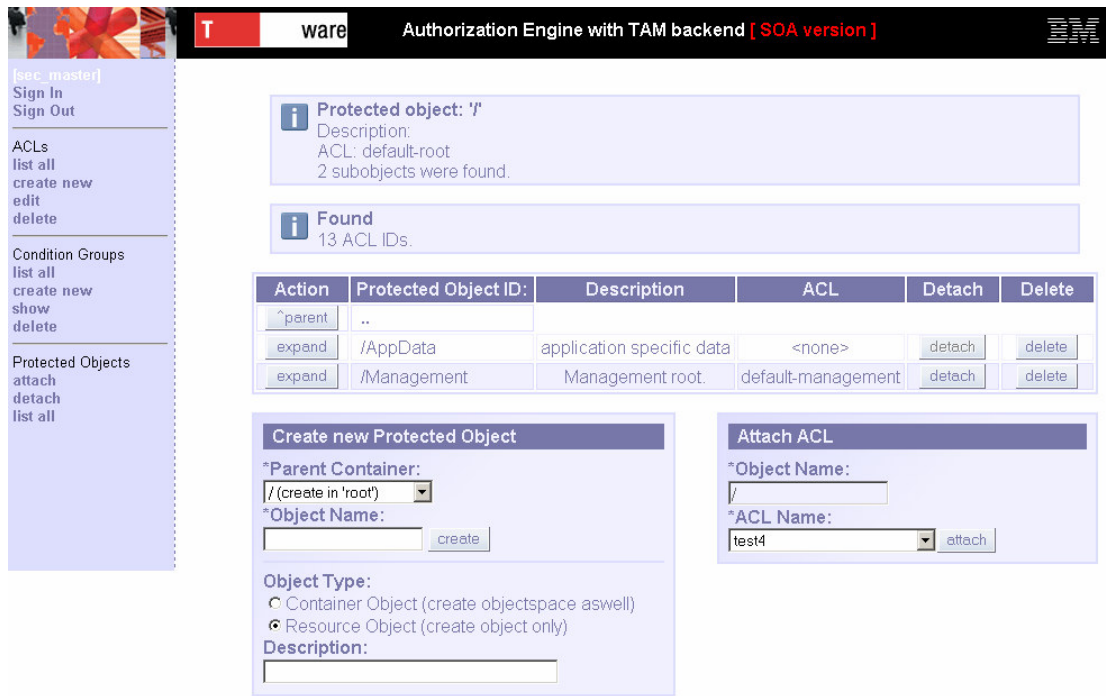 T ware Authorization Engine with TAM backend [ SOA version ] IBM
[sec_master]
Sign In
Sign Out
ACLs
list all
create new
edit
delete
Condition Groups
list all
create new
show
delete
Protected Objects
attach
detach
list all
Protected object: '/'
Description:
ACL: default-root
2 subobjects were found.
Found
13 ACL IDs.
Action Protected Object ID: Description ACL Detach Delete
^parent ..
expand /AppData application specific data <none> detach delete
expand /Management Management root. default-management detach delete
Create new Protected Object
*Parent Container:
/ (create in 'root')
*Object Name:
create
Object Type:
Container Object (create objectspace aswell)
Resource Object (create object only)
Description:
Attach ACL
*Object Name:
/
*ACL Name:
test4 attach